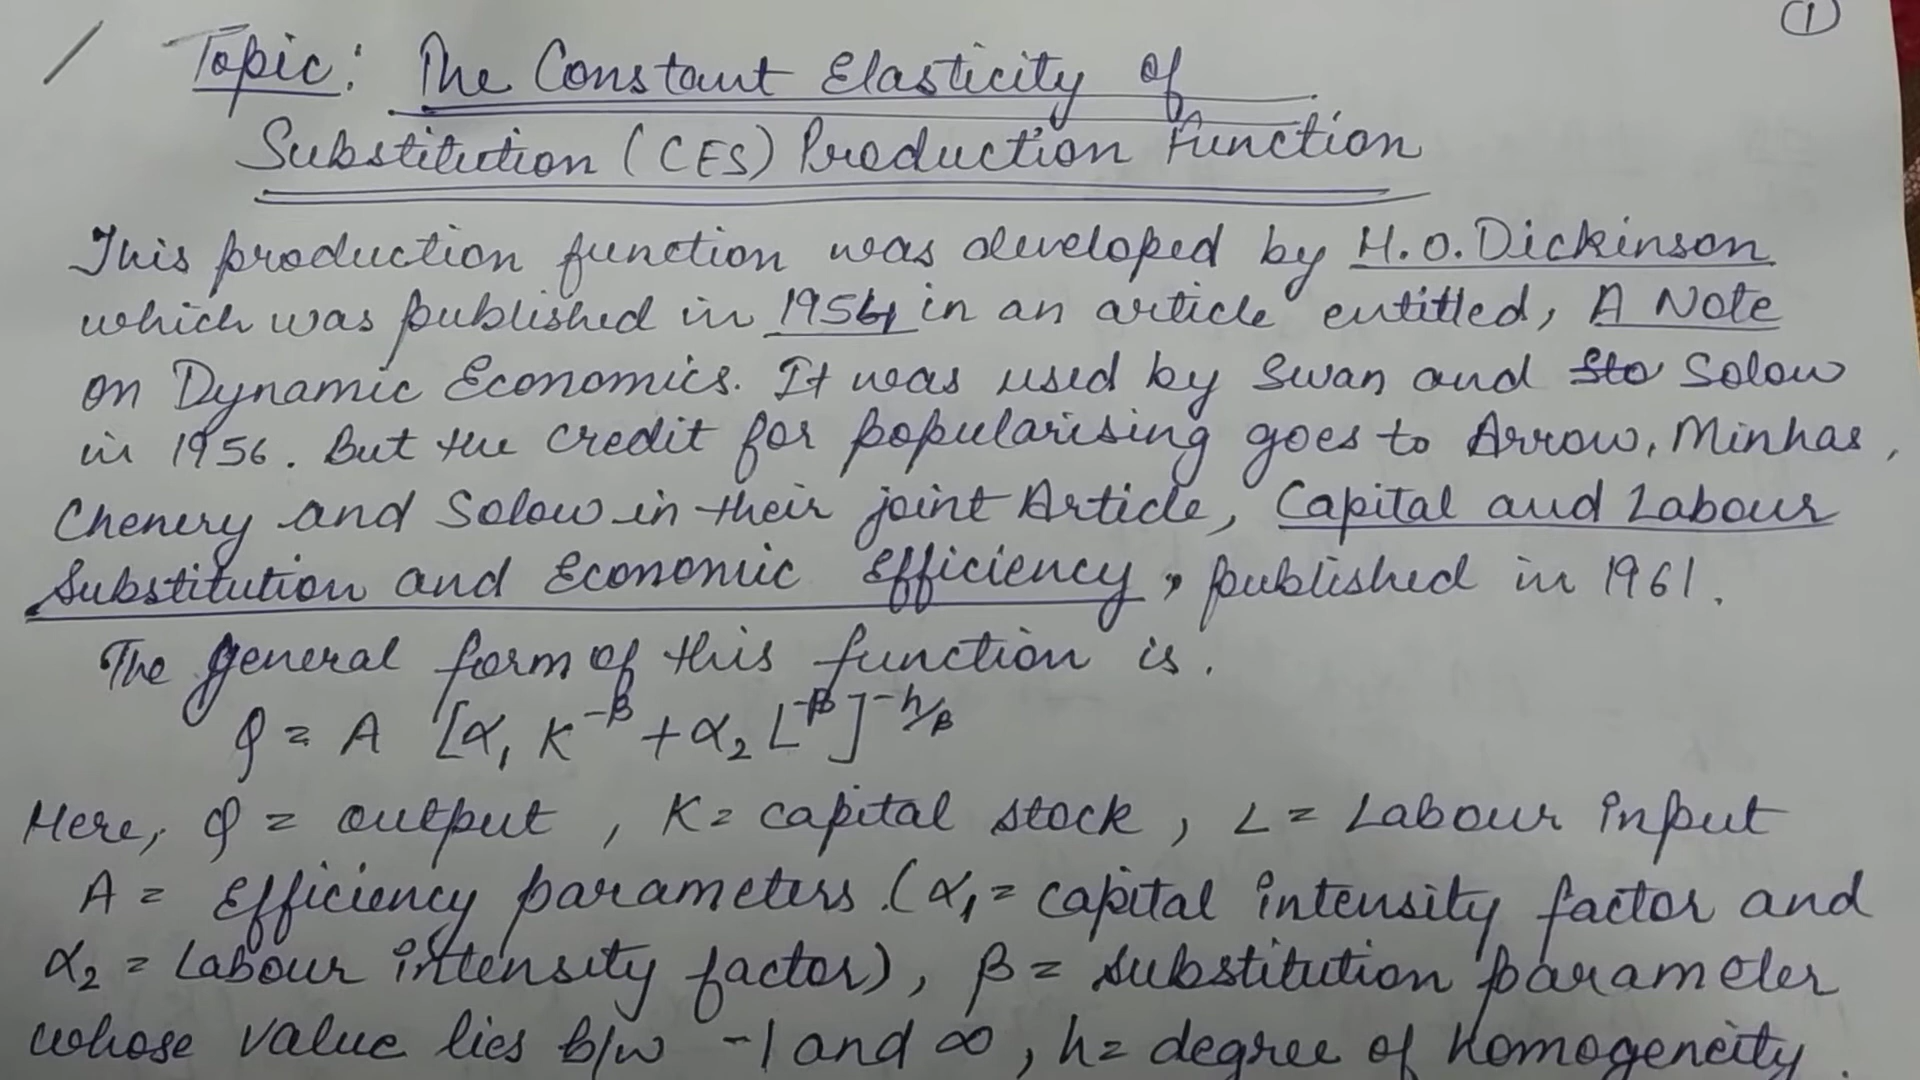 ①
Topic: The Constant Elasticity of
Substitution (CES) Production Function
This production function was developed by H.O. Dickinson
which was published in 1954 in an article entitled, A Note
on Dynamic Economics. It was used by Swan and Sto Solow
in 1956. But the credit for popularising goes to Arrow, Minhas,
Chenery and Solow in their joint Article, Capital and Labour
Substitution and Economic Efficiency, published in 1961.
The general form of this function is.
Q = A [α₁ K^-β + α₂ L^-β]^-h/β
Here, Q = output, K = capital stock, L = Labour input
A = Efficiency parameters. (α₁ = capital intensity factor and
α₂ = Labour intensity factor), β = substitution parameter
whose value lies b/w -1 and ∞, h = degree of homogeneity.